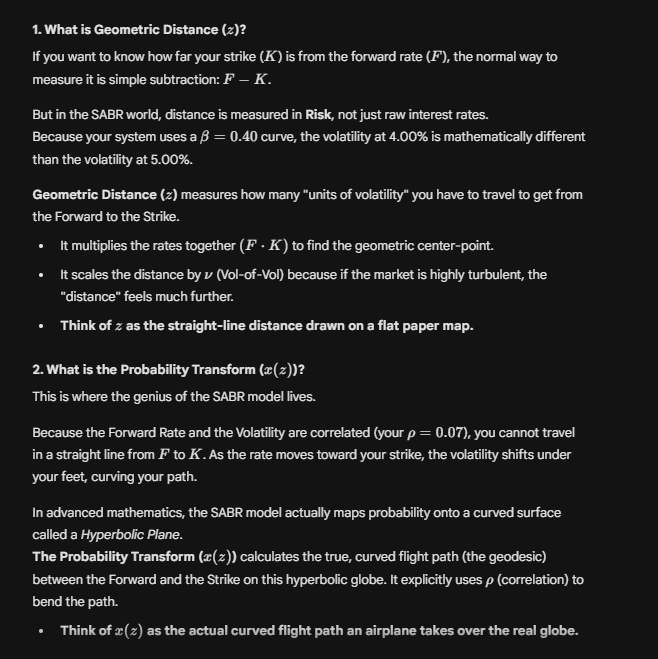 1. What is Geometric Distance (z)?
If you want to know how far your strike (K) is from the forward rate (F), the normal way to
measure it is simple subtraction: F − K.
But in the SABR world, distance is measured in Risk, not just raw interest rates.
Because your system uses a β = 0.40 curve, the volatility at 4.00% is mathematically different
than the volatility at 5.00%.
Geometric Distance (z) measures how many "units of volatility" you have to travel to get from
the Forward to the Strike.
• It multiplies the rates together (F · K) to find the geometric center-point.
• It scales the distance by ν (Vol-of-Vol) because if the market is highly turbulent, the
"distance" feels much further.
• Think of z as the straight-line distance drawn on a flat paper map.
2. What is the Probability Transform (x(z))?
This is where the genius of the SABR model lives.
Because the Forward Rate and the Volatility are correlated (your ρ = 0.07), you cannot travel
in a straight line from F to K. As the rate moves toward your strike, the volatility shifts under
your feet, curving your path.
In advanced mathematics, the SABR model actually maps probability onto a curved surface
called a Hyperbolic Plane.
The Probability Transform (x(z)) calculates the true, curved flight path (the geodesic)
between the Forward and the Strike on this hyperbolic globe. It explicitly uses ρ (correlation) to
bend the path.
• Think of x(z) as the actual curved flight path an airplane takes over the real globe.